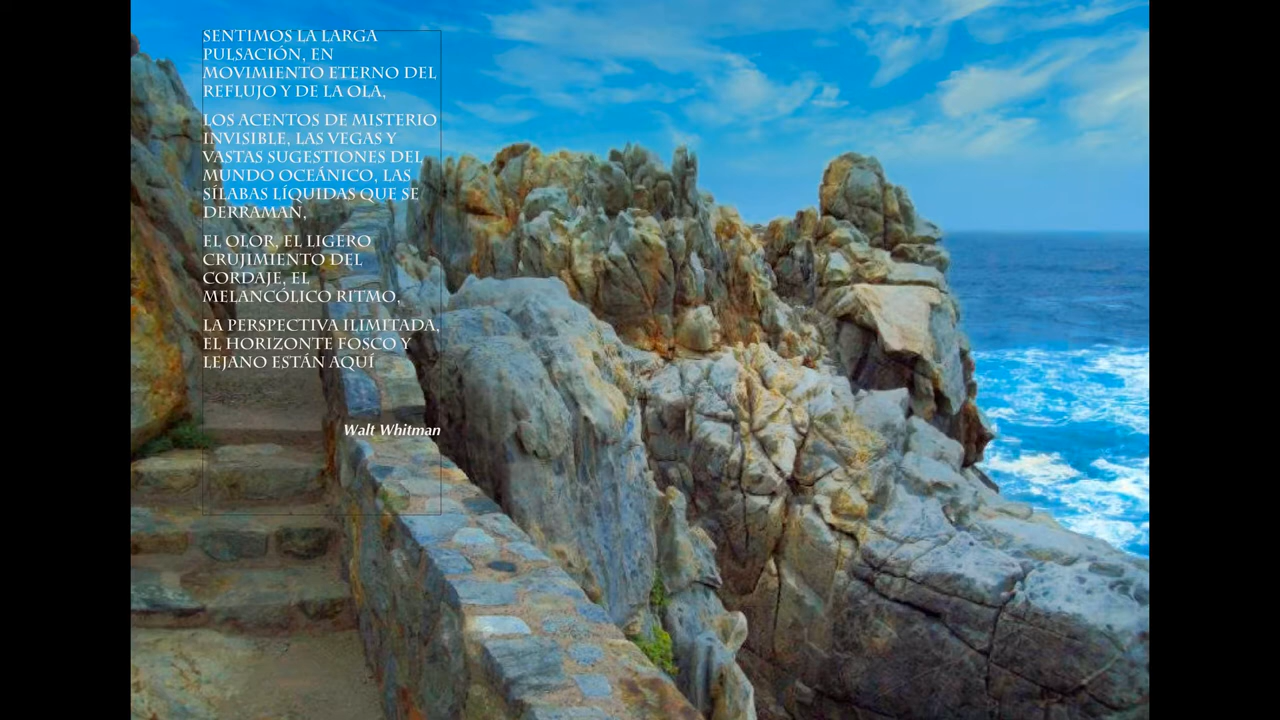 SENTIMOS LA LARGA
PULSACIÓN, EN
MOVIMIENTO ETERNO DEL
REFLUJO Y DE LA OLA,
LOS ACENTOS DE MISTERIO
INVISIBLE, LAS VEGAS Y
VASTAS SUGESTIONES DEL
MUNDO OCEÁNICO, LAS
SÍLABAS LÍQUIDAS QUE SE
DERRAMAN,
EL OLOR, EL LIGERO
CRUJIMIENTO DEL
CORDAJE, EL
MELANCÓLICO RITMO,
LA PERSPECTIVA ILIMITADA,
EL HORIZONTE FOSCO Y
LEJANO ESTÁN AQUÍ
Walt Whitman